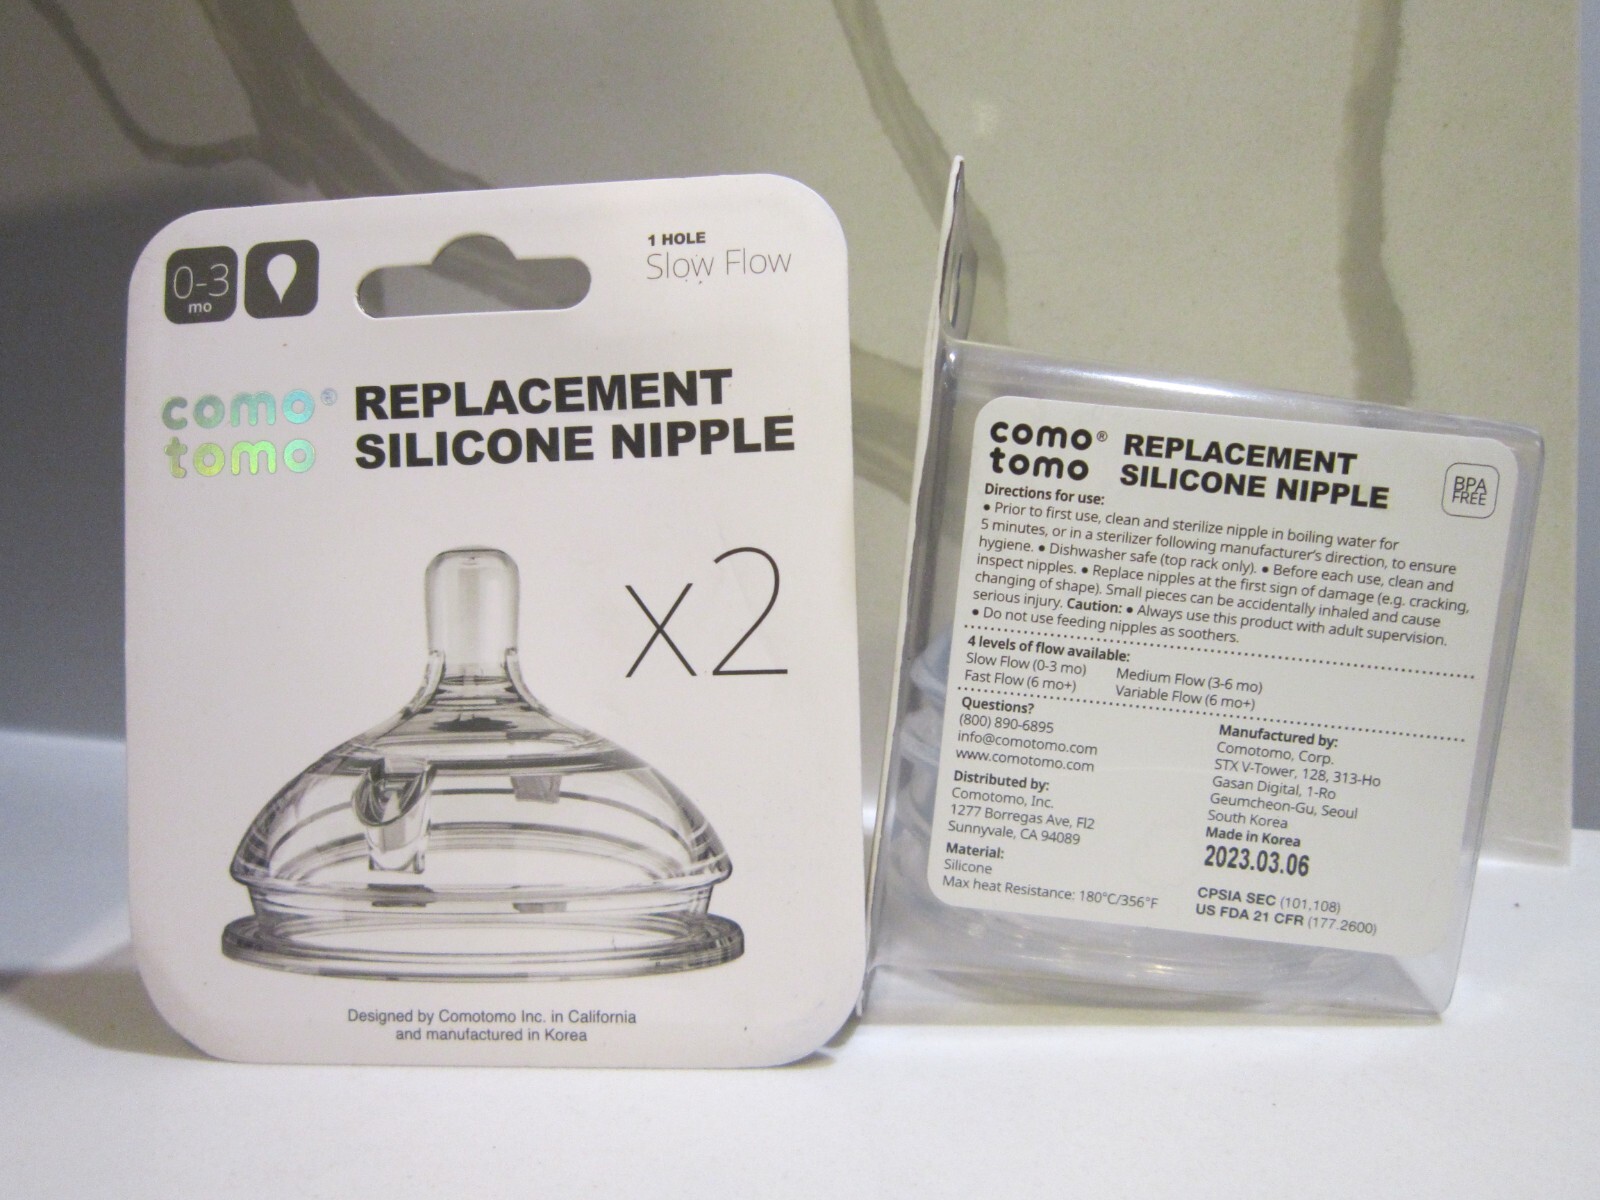 0-3
mo
1 HOLE
Slow Flow
como®
tomo
REPLACEMENT
SILICONE NIPPLE
x2
Designed by Comotomo Inc. in California
and manufactured in Korea
como®
tomo
REPLACEMENT
SILICONE NIPPLE
BPA
FREE
Directions for use:
• Prior to first use, clean and sterilize nipple in boiling water for
5 minutes, or in a sterilizer following manufacturer's direction, to ensure
hygiene. • Dishwasher safe (top rack only). • Before each use, clean and
inspect nipples. • Replace nipples at the first sign of damage (e.g. cracking,
changing of shape). Small pieces can be accidentally inhaled and cause
serious injury. Caution: • Always use this product with adult supervision.
• Do not use feeding nipples as soothers.
4 levels of flow available:
Slow Flow (0-3 mo) Medium Flow (3-6 mo)
Fast Flow (6 mo+) Variable Flow (6 mo+)
Questions?
(800) 890-6895
info@comotomo.com
www.comotomo.com
Distributed by:
Comotomo, Inc.
1277 Borregas Ave, Fl2
Sunnyvale, CA 94089
Material:
Silicone
Max heat Resistance: 180°C/356°F
Manufactured by:
Comotomo, Corp.
STX V-Tower, 128, 313-Ho
Gasan Digital, 1-Ro
Geumcheon-Gu, Seoul
South Korea
Made in Korea
2023.03.06
CPSIA SEC (101,108)
US FDA 21 CFR (177.2600)